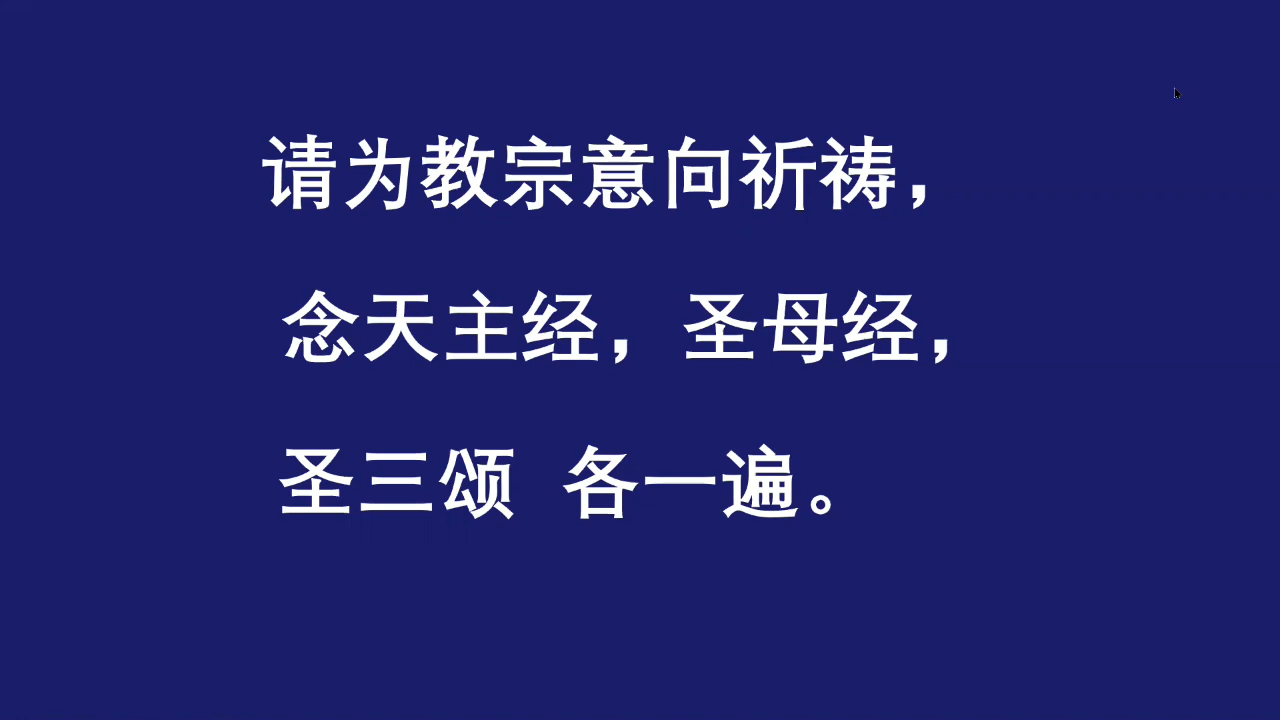 请为教宗意向祈祷，
念天主经，圣母经，
圣三颂 各一遍。